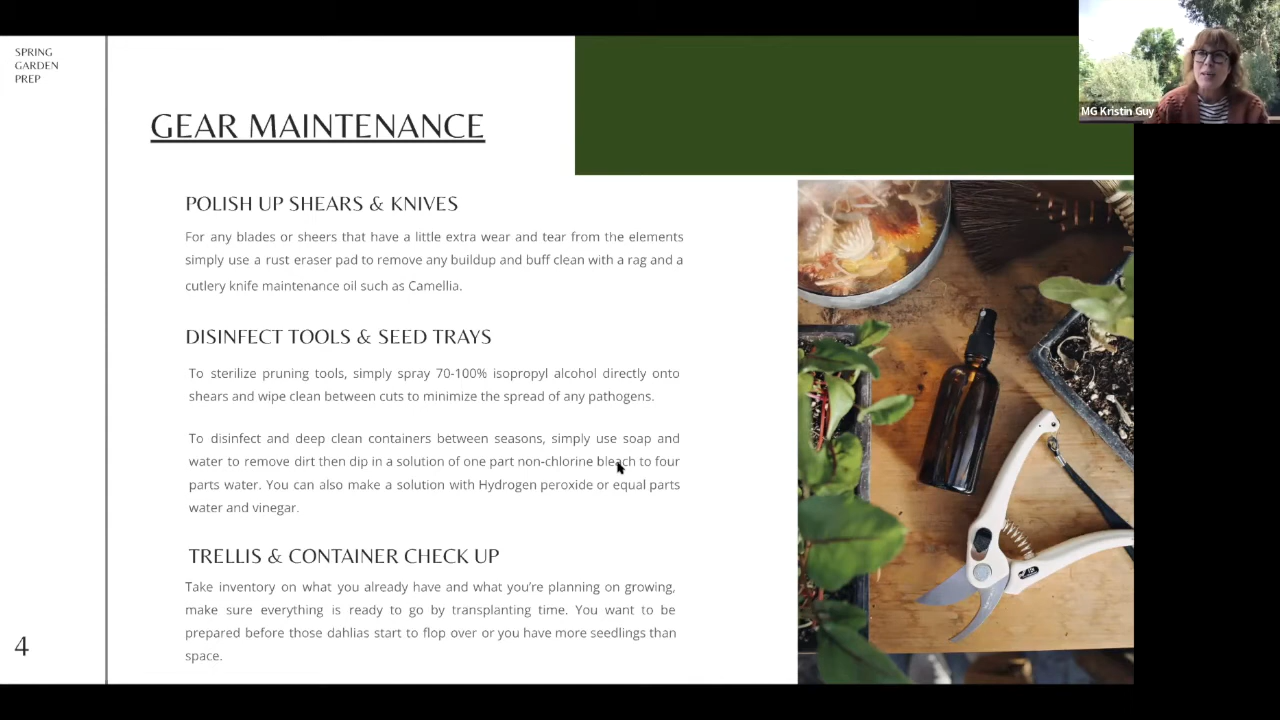 SPRING
GARDEN
PREP
MG Kristin Guy
GEAR MAINTENANCE
POLISH UP SHEARS & KNIVES
For any blades or sheers that have a little extra wear and tear from the elements
simply use a rust eraser pad to remove any buildup and buff clean with a rag and a
cutlery knife maintenance oil such as Camellia.
DISINFECT TOOLS & SEED TRAYS
To sterilize pruning tools, simply spray 70-100% isopropyl alcohol directly onto
shears and wipe clean between cuts to minimize the spread of any pathogens.
To disinfect and deep clean containers between seasons, simply use soap and
water to remove dirt then dip in a solution of one part non-chlorine bleach to four
parts water. You can also make a solution with Hydrogen peroxide or equal parts
water and vinegar.
TRELLIS & CONTAINER CHECK UP
Take inventory on what you already have and what you're planning on growing,
make sure everything is ready to go by transplanting time. You want to be
prepared before those dahlias start to flop over or you have more seedlings than
space.
4